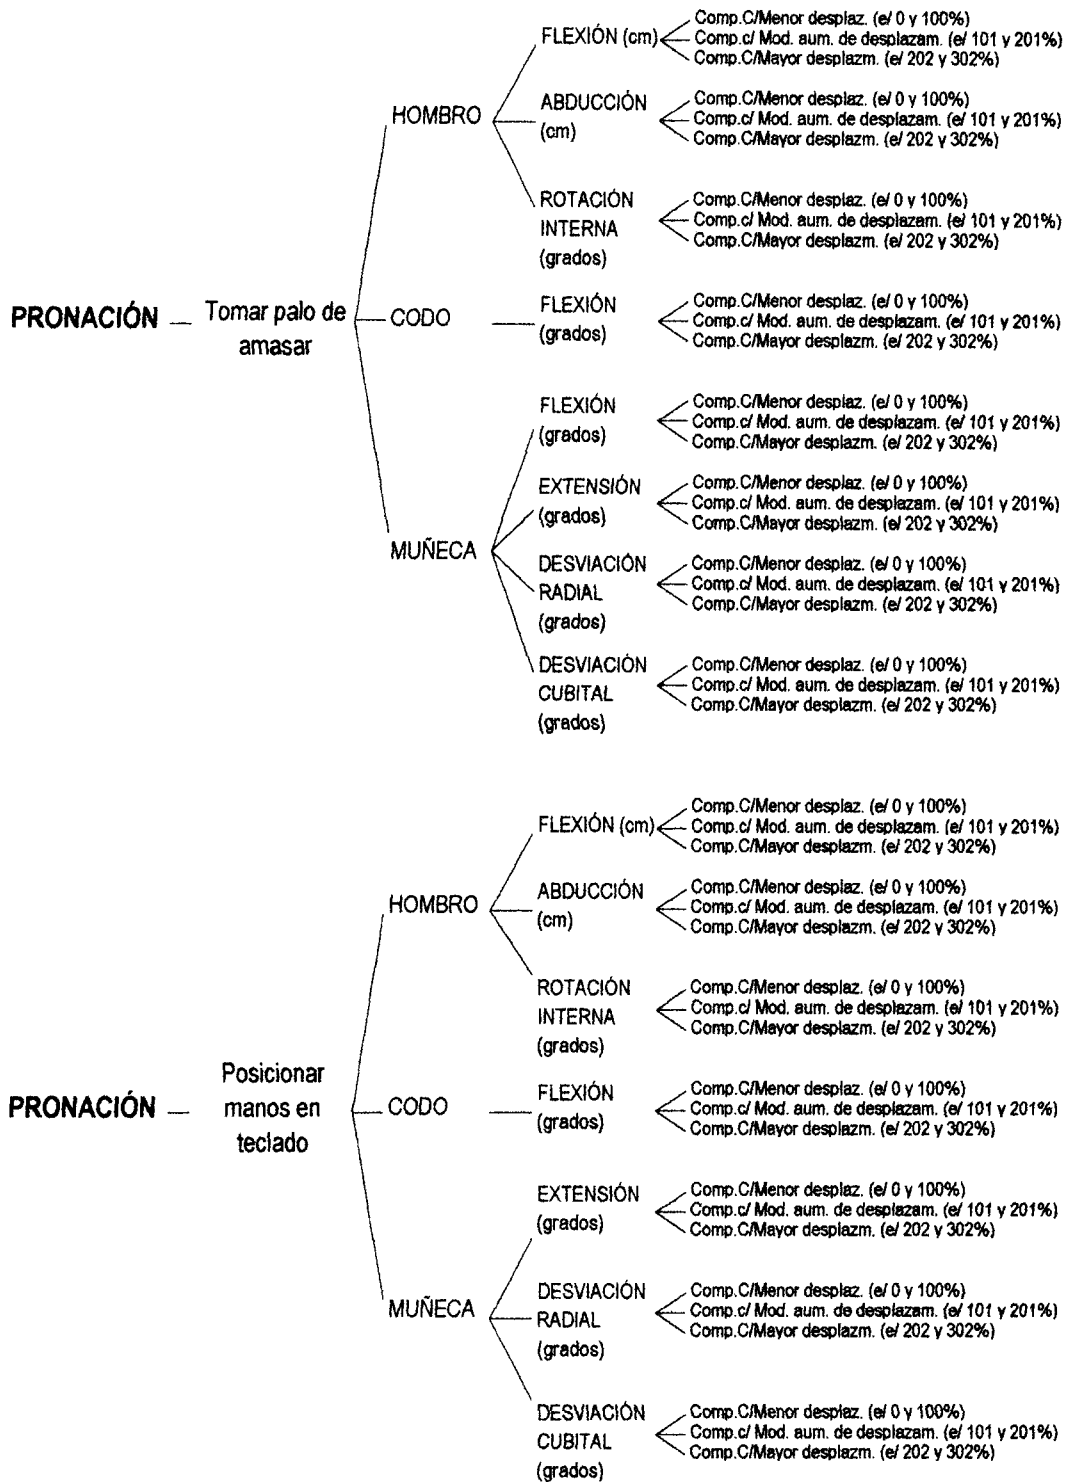 PRONACIÓN
Tomar palo de
amasar
HOMBRO
FLEXIÓN (cm)
Comp.C/Menor desplaz. (e/ 0 y 100%)
Comp.c/ Mod. aum. de desplazam. (e/ 101 y 201%)
Comp.C/Mayor desplazm. (e/ 202 y 302%)
ABDUCCIÓN
(cm)
Comp.C/Menor desplaz. (e/ 0 y 100%)
Comp.c/ Mod. aum. de desplazam. (e/ 101 y 201%)
Comp.C/Mayor desplazm. (e/ 202 y 302%)
ROTACIÓN
INTERNA
(grados)
Comp.C/Menor desplaz. (e/ 0 y 100%)
Comp.c/ Mod. aum. de desplazam. (e/ 101 y 201%)
Comp.C/Mayor desplazm. (e/ 202 y 302%)
CODO
FLEXIÓN
(grados)
Comp.C/Menor desplaz. (e/ 0 y 100%)
Comp.c/ Mod. aum. de desplazam. (e/ 101 y 201%)
Comp.C/Mayor desplazm. (e/ 202 y 302%)
MUÑECA
FLEXIÓN
(grados)
Comp.C/Menor desplaz. (e/ 0 y 100%)
Comp.c/ Mod. aum. de desplazam. (e/ 101 y 201%)
Comp.C/Mayor desplazm. (e/ 202 y 302%)
EXTENSIÓN
(grados)
Comp.C/Menor desplaz. (e/ 0 y 100%)
Comp.c/ Mod. aum. de desplazam. (e/ 101 y 201%)
Comp.C/Mayor desplazm. (e/ 202 y 302%)
DESVIACIÓN
RADIAL
(grados)
Comp.C/Menor desplaz. (e/ 0 y 100%)
Comp.c/ Mod. aum. de desplazam. (e/ 101 y 201%)
Comp.C/Mayor desplazm. (e/ 202 y 302%)
DESVIACIÓN
CUBITAL
(grados)
Comp.C/Menor desplaz. (e/ 0 y 100%)
Comp.c/ Mod. aum. de desplazam. (e/ 101 y 201%)
Comp.C/Mayor desplazm. (e/ 202 y 302%)
PRONACIÓN
Posicionar
manos en
teclado
HOMBRO
FLEXIÓN (cm)
Comp.C/Menor desplaz. (e/ 0 y 100%)
Comp.c/ Mod. aum. de desplazam. (e/ 101 y 201%)
Comp.C/Mayor desplazm. (e/ 202 y 302%)
ABDUCCIÓN
(cm)
Comp.C/Menor desplaz. (e/ 0 y 100%)
Comp.c/ Mod. aum. de desplazam. (e/ 101 y 201%)
Comp.C/Mayor desplazm. (e/ 202 y 302%)
ROTACIÓN
INTERNA
(grados)
Comp.C/Menor desplaz. (e/ 0 y 100%)
Comp.c/ Mod. aum. de desplazam. (e/ 101 y 201%)
Comp.C/Mayor desplazm. (e/ 202 y 302%)
CODO
FLEXIÓN
(grados)
Comp.C/Menor desplaz. (e/ 0 y 100%)
Comp.c/ Mod. aum. de desplazam. (e/ 101 y 201%)
Comp.C/Mayor desplazm. (e/ 202 y 302%)
MUÑECA
EXTENSIÓN
(grados)
Comp.C/Menor desplaz. (e/ 0 y 100%)
Comp.c/ Mod. aum. de desplazam. (e/ 101 y 201%)
Comp.C/Mayor desplazm. (e/ 202 y 302%)
DESVIACIÓN
RADIAL
(grados)
Comp.C/Menor desplaz. (e/ 0 y 100%)
Comp.c/ Mod. aum. de desplazam. (e/ 101 y 201%)
Comp.C/Mayor desplazm. (e/ 202 y 302%)
DESVIACIÓN
CUBITAL
(grados)
Comp.C/Menor desplaz. (e/ 0 y 100%)
Comp.c/ Mod. aum. de desplazam. (e/ 101 y 201%)
Comp.C/Mayor desplazm. (e/ 202 y 302%)